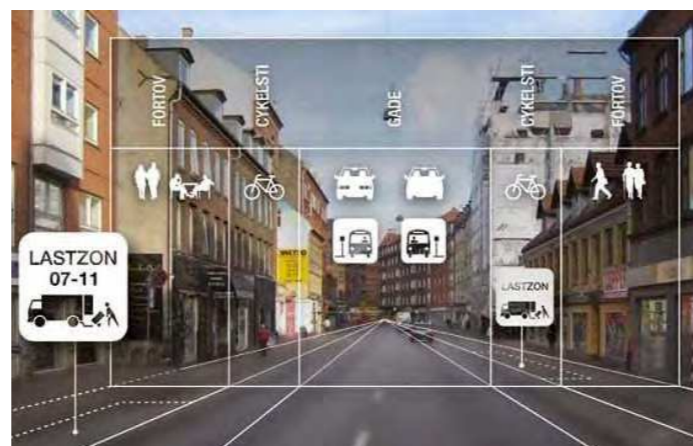 FORTOV
CYKELSTI
GADE
CYKELSTI
FORTOV
LASTZON
07-11
LASTZON